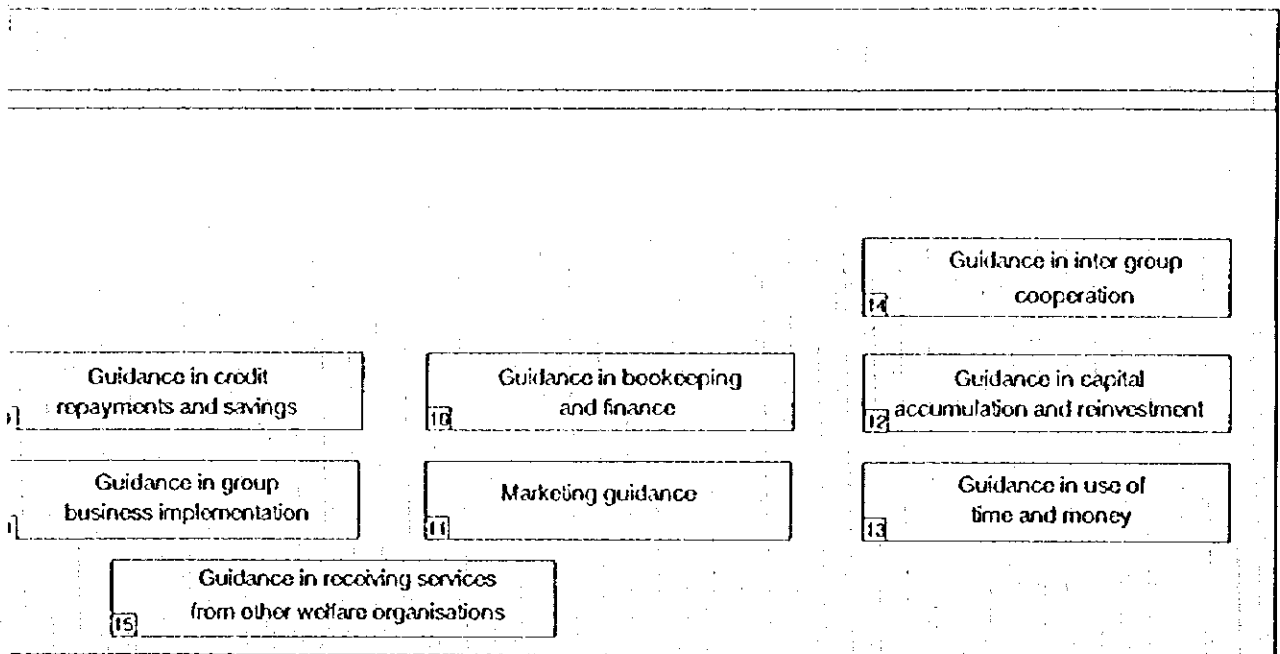 Guidance in inter group
cooperation
14
Guidance in credit
repayments and savings
Guidance in bookkeeping
and finance
10
Guidance in capital
accumulation and reinvestment
12
Guidance in group
business implementation
Marketing guidance
11
Guidance in use of
time and money
13
Guidance in receiving services
from other welfare organisations
15